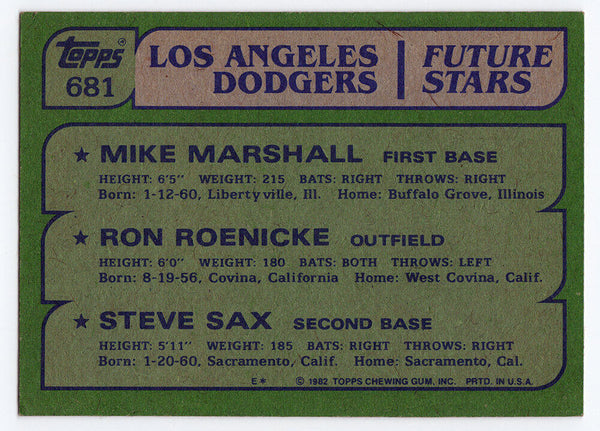 topps®
681
LOS ANGELES DODGERS
FUTURE STARS
★ MIKE MARSHALL FIRST BASE
HEIGHT: 6'5" WEIGHT: 215 BATS: RIGHT THROWS: RIGHT
Born: 1-12-60, Libertyville, Ill. Home: Buffalo Grove, Illinois
★ RON ROENICKE OUTFIELD
HEIGHT: 6'0" WEIGHT: 180 BATS: BOTH THROWS: LEFT
Born: 8-19-56, Covina, California Home: West Covina, Calif.
★ STEVE SAX SECOND BASE
HEIGHT: 5'11" WEIGHT: 185 BATS: RIGHT THROWS: RIGHT
Born: 1-20-60, Sacramento, Calif. Home: Sacramento, Cal.
E* © 1982 TOPPS CHEWING GUM, INC. PRTD. IN U.S.A.